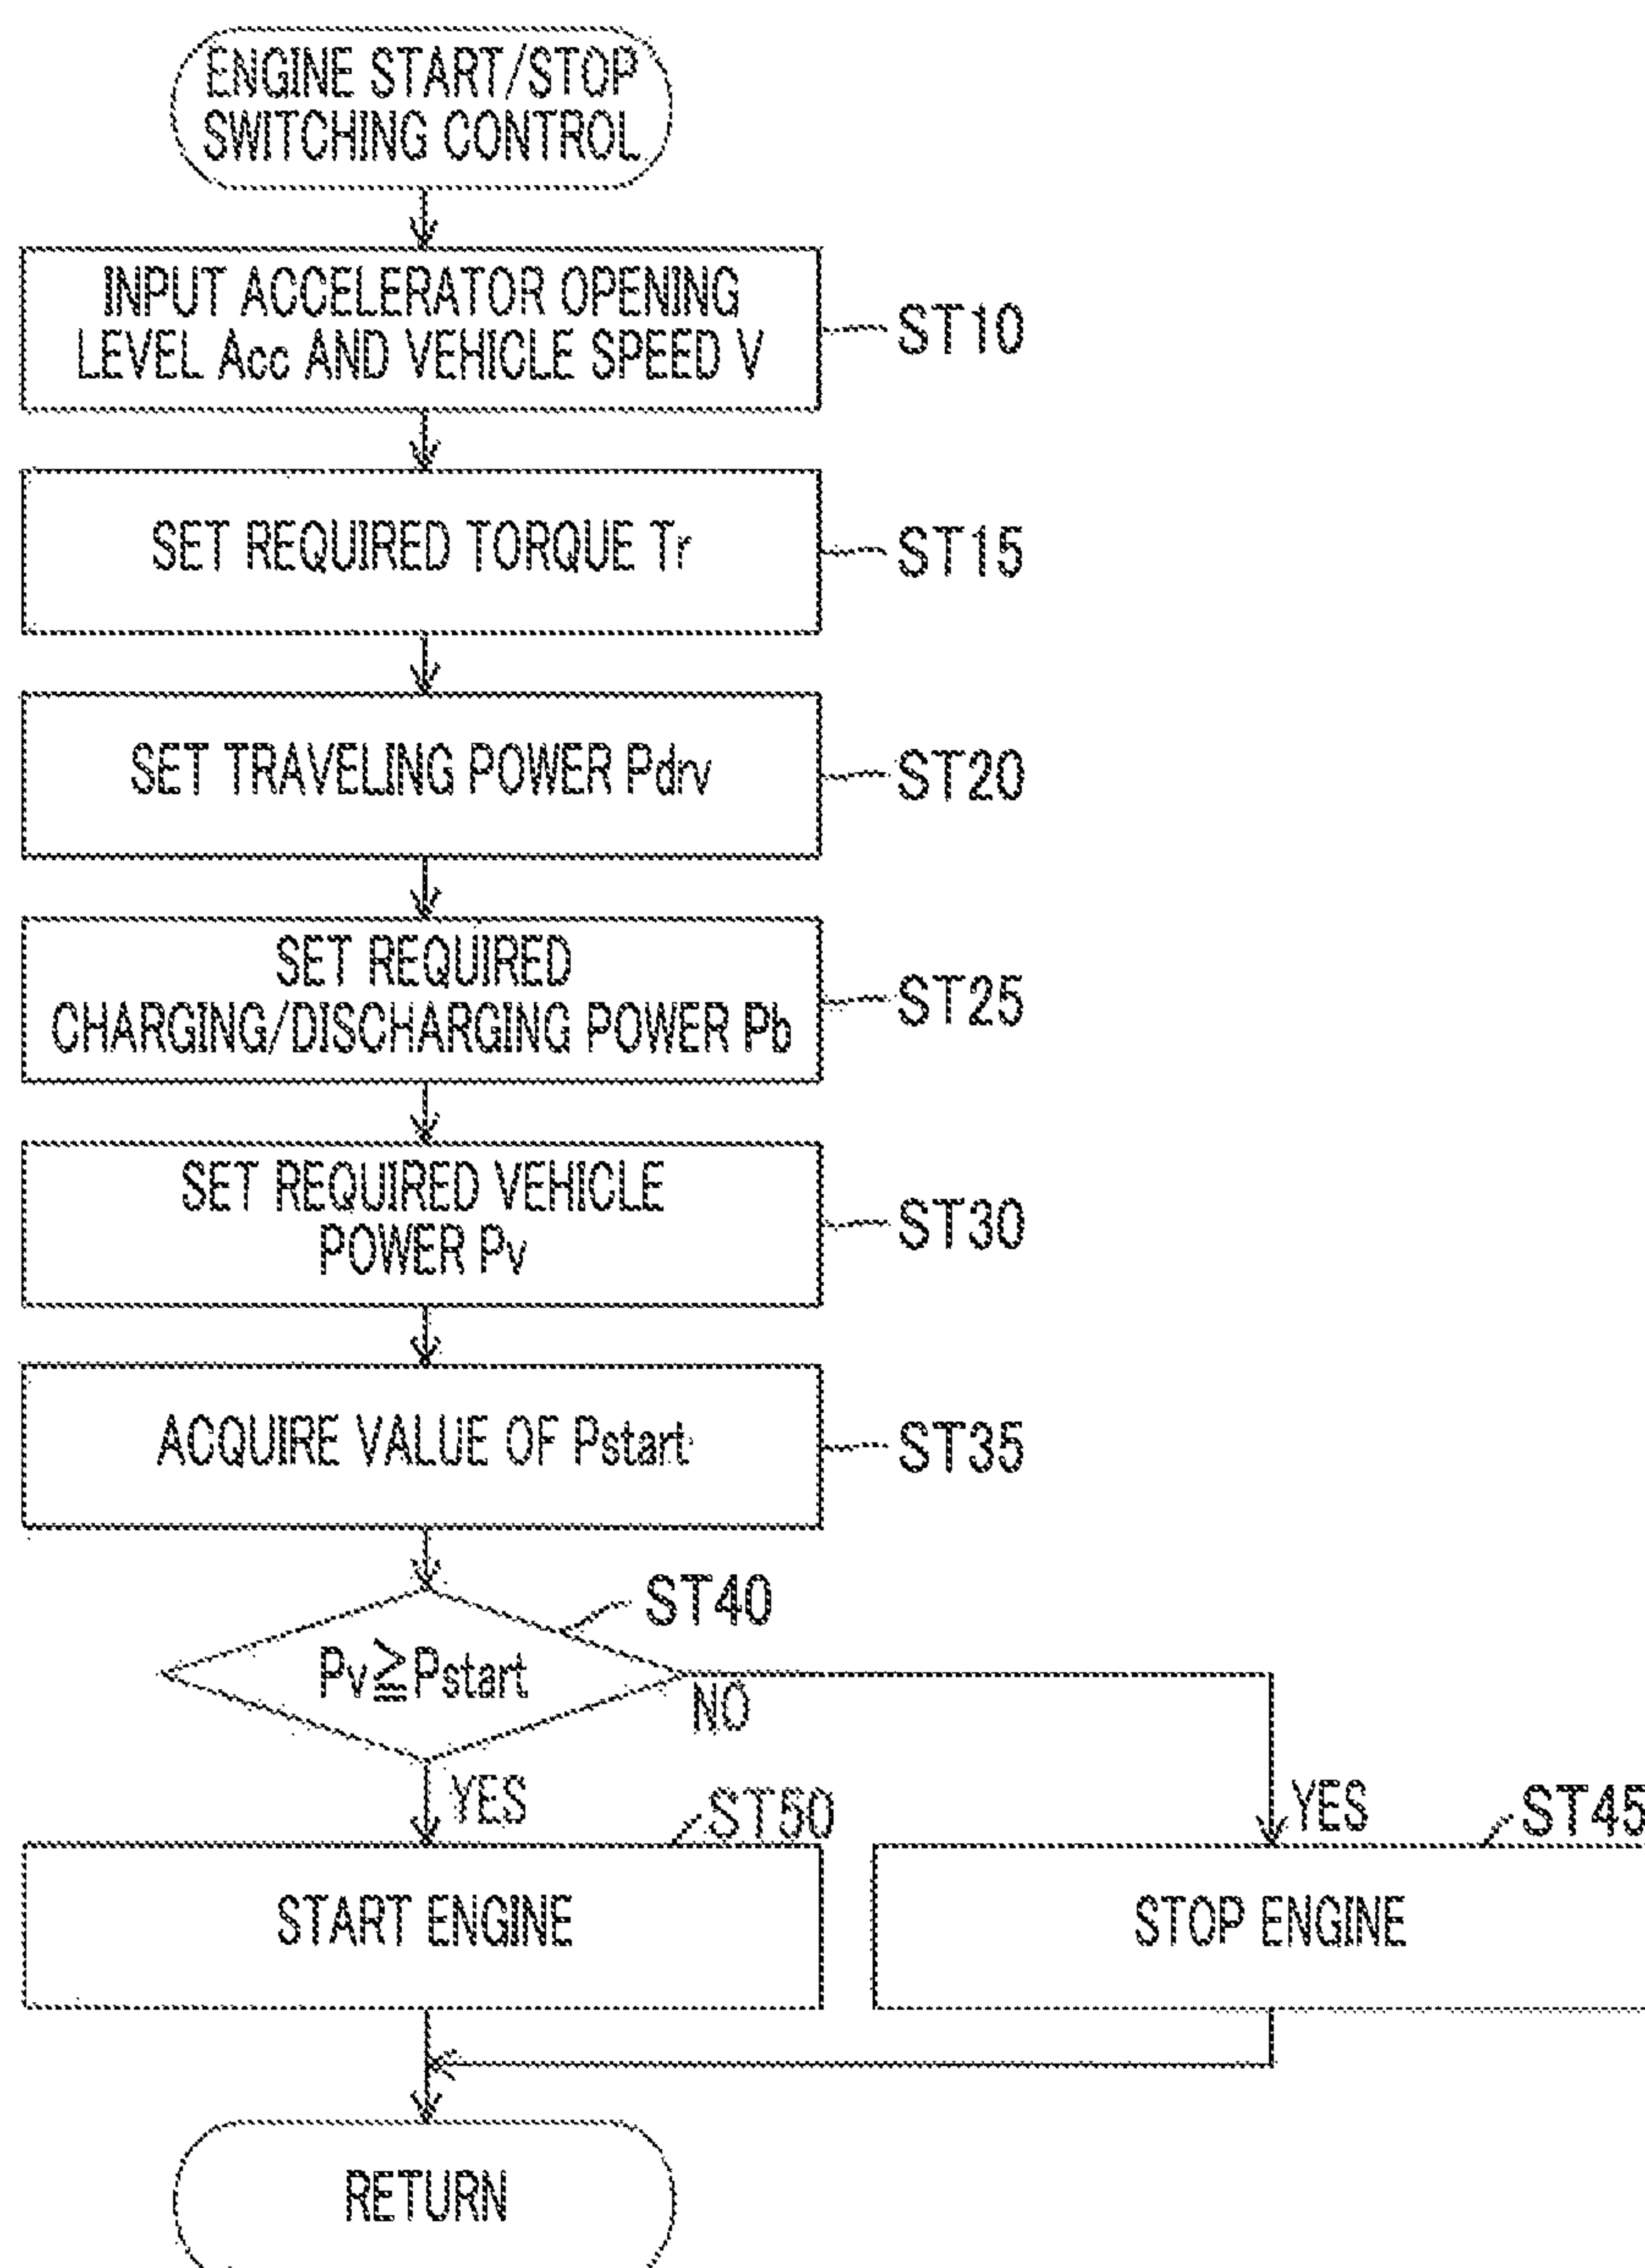 ENGINE START/STOP
SWITCHING CONTROL
INPUT ACCELERATOR OPENING
LEVEL Acc AND VEHICLE SPEED V
ST10
SET REQUIRED TORQUE Tr
ST15
SET TRAVELING POWER Pdrv
ST20
SET REQUIRED
CHARGING/DISCHARGING POWER Pb
ST25
SET REQUIRED VEHICLE
POWER Pv
ST30
ACQUIRE VALUE OF Pstart
ST35
ST40
Pv≧Pstart
NO
YES
ST50
YES
ST45
START ENGINE
STOP ENGINE
RETURN